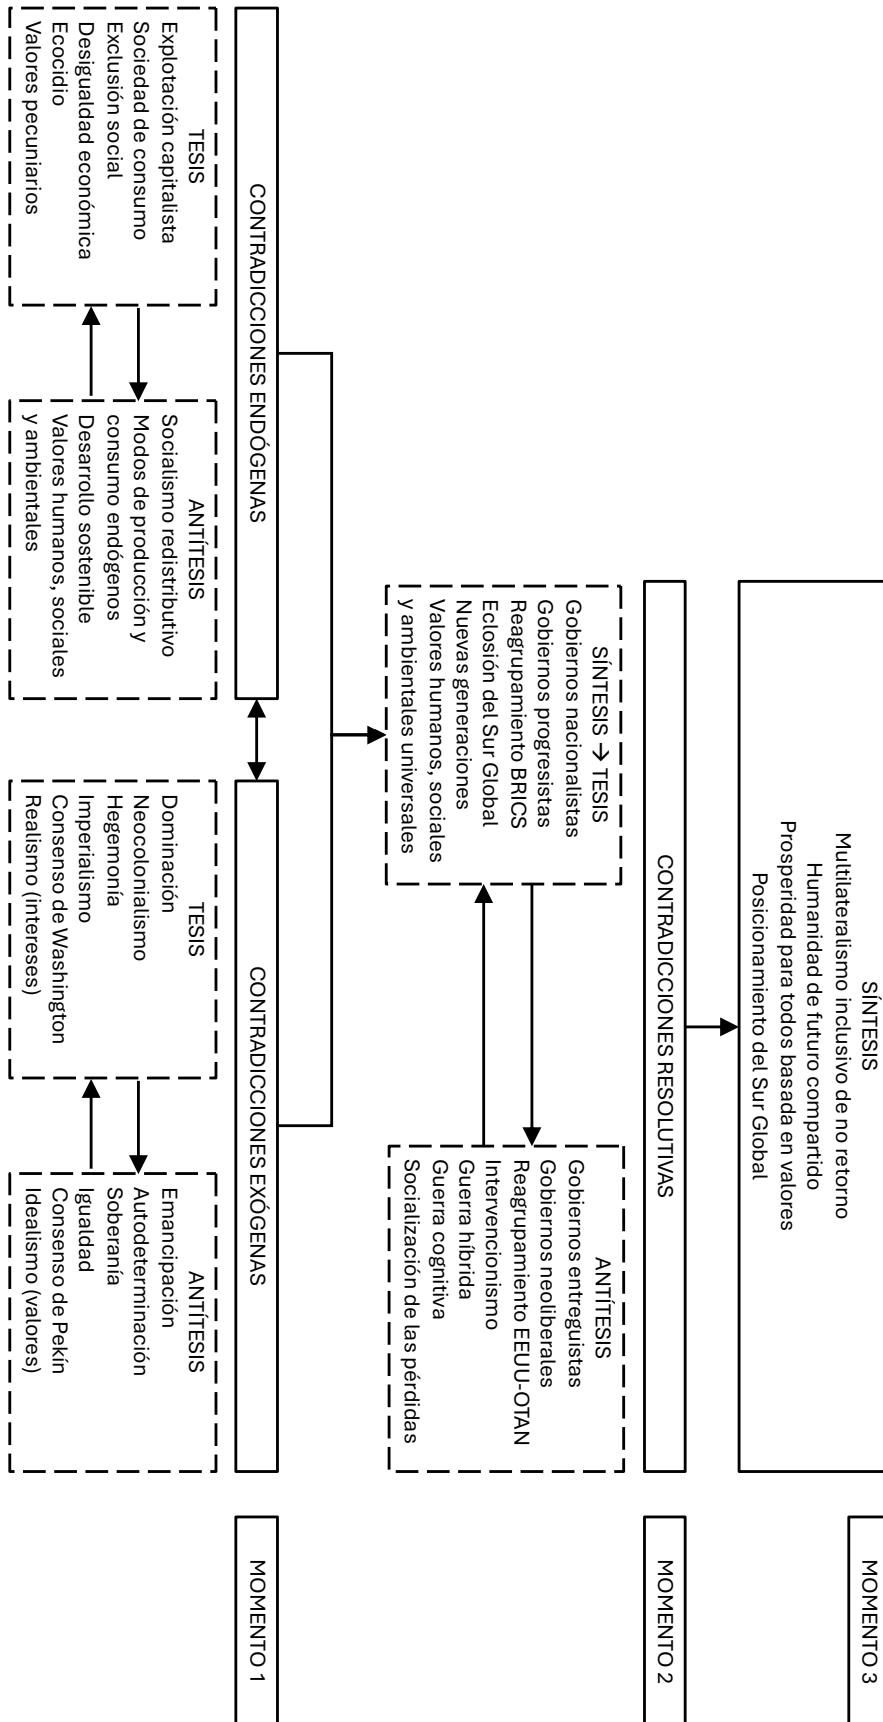 SÍNTESIS
Multilateralismo inclusivo de no retorno
Humanidad de futuro compartido
Prosperidad para todos basada en valores
Posicionamiento del Sur Global
MOMENTO 3
CONTRADICCIONES RESOLUTIVAS
MOMENTO 2
SÍNTESIS → TESIS
Gobiernos nacionalistas
Gobiernos progresistas
Reagrupamiento BRICS
Eclosión del Sur Global
Nuevas generaciones
Valores humanos, sociales
y ambientales universales
ANTÍTESIS
Gobiernos entreguistas
Gobiernos neoliberales
Reagrupamiento EEUU-OTAN
Intervencionismo
Guerra híbrida
Guerra cognitiva
Socialización de las pérdidas
CONTRADICCIONES ENDÓGENAS
CONTRADICCIONES EXÓGENAS
MOMENTO 1
TESIS
Explotación capitalista
Sociedad de consumo
Exclusión social
Desigualdad económica
Ecocidio
Valores pecuniarios
ANTÍTESIS
Socialismo redistributivo
Modos de producción y
consumo endógenos
Desarrollo sostenible
Valores humanos, sociales
y ambientales
TESIS
Dominación
Neocolonialismo
Hegemonía
Imperialismo
Consenso de Washington
Realismo (intereses)
ANTÍTESIS
Emancipación
Autodeterminación
Soberanía
Igualdad
Consenso de Pekín
Idealismo (valores)